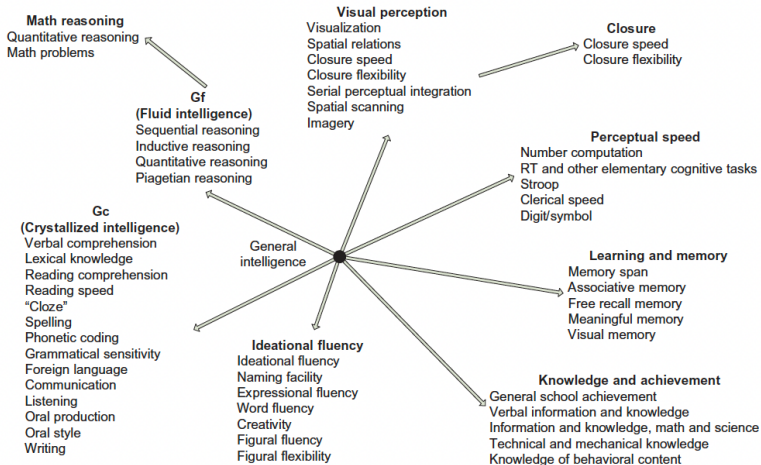 Math reasoning
Quantitative reasoning
Math problems
Gf
(Fluid intelligence)
Sequential reasoning
Inductive reasoning
Quantitative reasoning
Piagetian reasoning
Visual perception
Visualization
Spatial relations
Closure speed
Closure flexibility
Serial perceptual integration
Spatial scanning
Imagery
Closure
Closure speed
Closure flexibility
Perceptual speed
Number computation
RT and other elementary cognitive tasks
Stroop
Clerical speed
Digit/symbol
Gc
(Crystallized intelligence)
Verbal comprehension
Lexical knowledge
Reading comprehension
Reading speed
“Cloze”
Spelling
Phonetic coding
Grammatical sensitivity
Foreign language
Communication
Listening
Oral production
Oral style
Writing
General
intelligence
Learning and memory
Memory span
Associative memory
Free recall memory
Meaningful memory
Visual memory
Ideational fluency
Ideational fluency
Naming facility
Expressional fluency
Word fluency
Creativity
Figural fluency
Figural flexibility
Knowledge and achievement
General school achievement
Verbal information and knowledge
Information and knowledge, math and science
Technical and mechanical knowledge
Knowledge of behavioral content